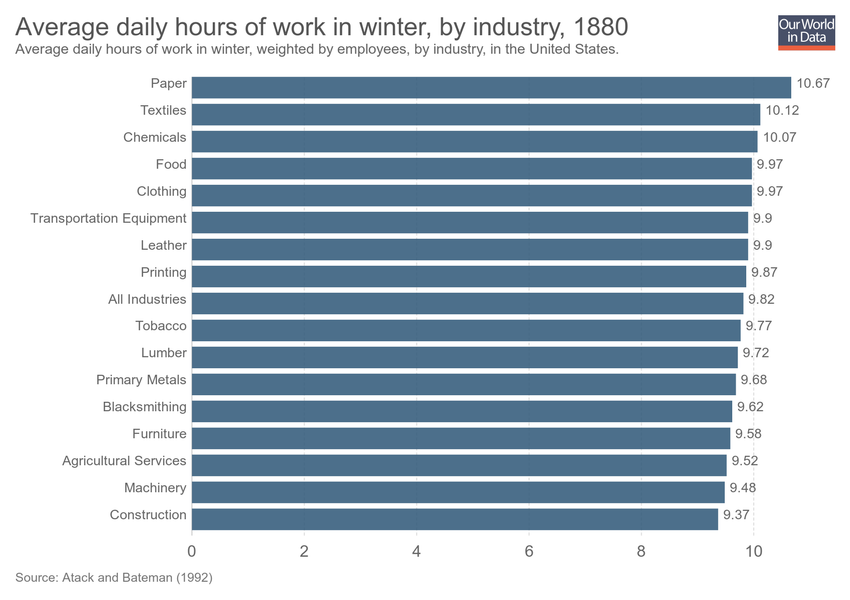 Average daily hours of work in winter, by industry, 1880
Our World
in Data
Average daily hours of work in winter, weighted by employees, by industry, in the United States.
Paper 10.67
Textiles 10.12
Chemicals 10.07
Food 9.97
Clothing 9.97
Transportation Equipment 9.9
Leather 9.9
Printing 9.87
All Industries 9.82
Tobacco 9.77
Lumber 9.72
Primary Metals 9.68
Blacksmithing 9.62
Furniture 9.58
Agricultural Services 9.52
Machinery 9.48
Construction 9.37
0 2 4 6 8 10
Source: Atack and Bateman (1992)